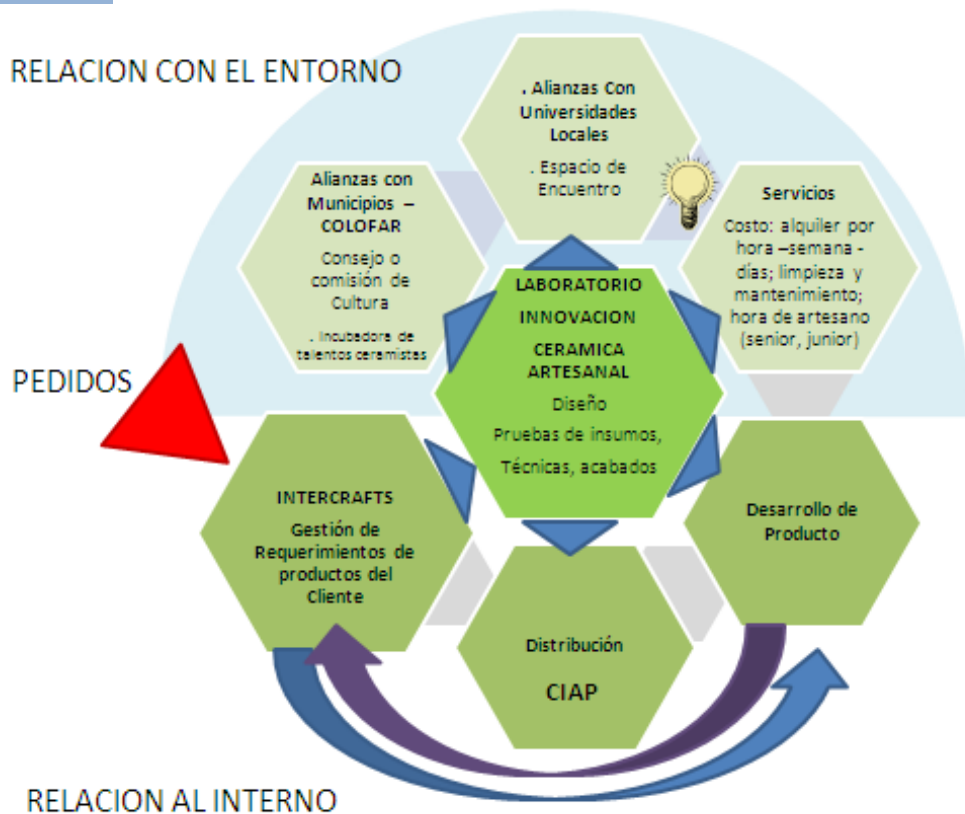 RELACION CON EL ENTORNO
. Alianzas Con
Universidades
Locales
. Espacio de
Encuentro
Alianzas con
Municipios –
COLOFAR
Consejo o
comisión de
Cultura
. Incubadora de
talentos ceramistas
Servicios
Costo: alquiler por
hora –semana -
días; limpieza y
mantenimiento;
hora de artesano
(senior, junior)
LABORATORIO
INNOVACION
CERAMICA
ARTESANAL
Diseño
Pruebas de insumos,
Técnicas, acabados
PEDIDOS
INTERCRAFTS
Gestión de
Requerimientos de
productos del
Cliente
Desarrollo de
Producto
Distribución
CIAP
RELACION AL INTERNO